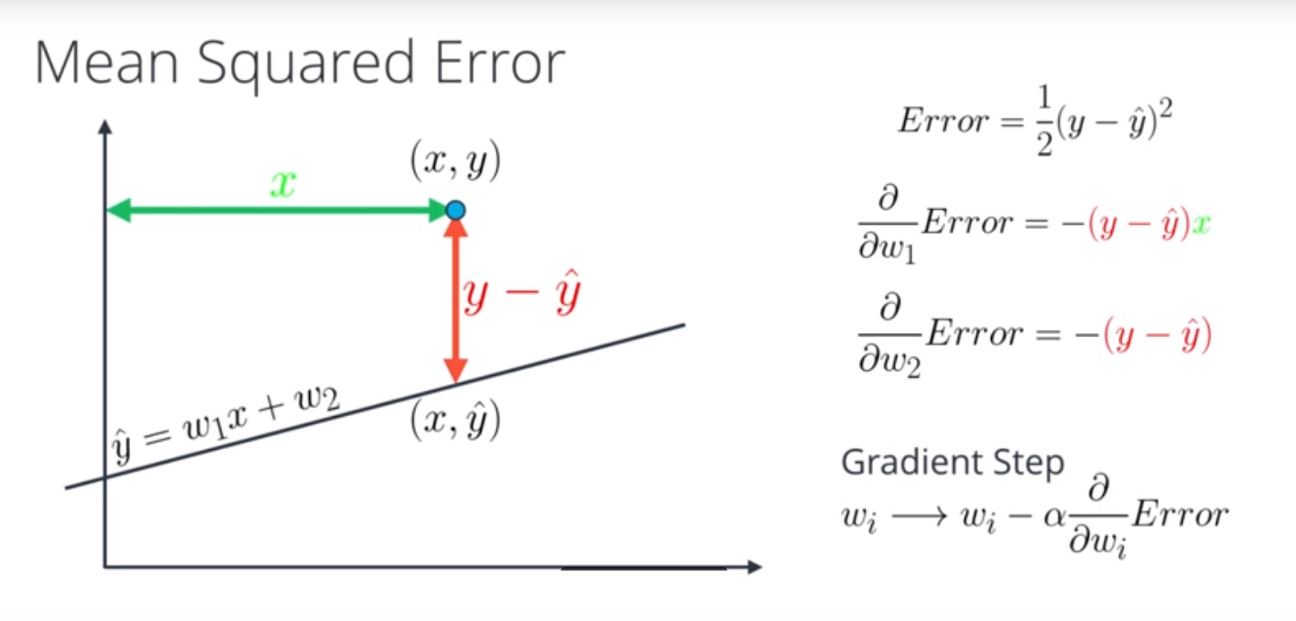 Mean Squared Error
(x, y)
x
y − ŷ
ŷ = w₁x + w₂
(x, ŷ)
Error = 1/2(y − ŷ)²
∂/∂w₁ Error = −(y − ŷ)x
∂/∂w₂ Error = −(y − ŷ)
Gradient Step
wᵢ ⟶ wᵢ − α ∂/∂wᵢ Error